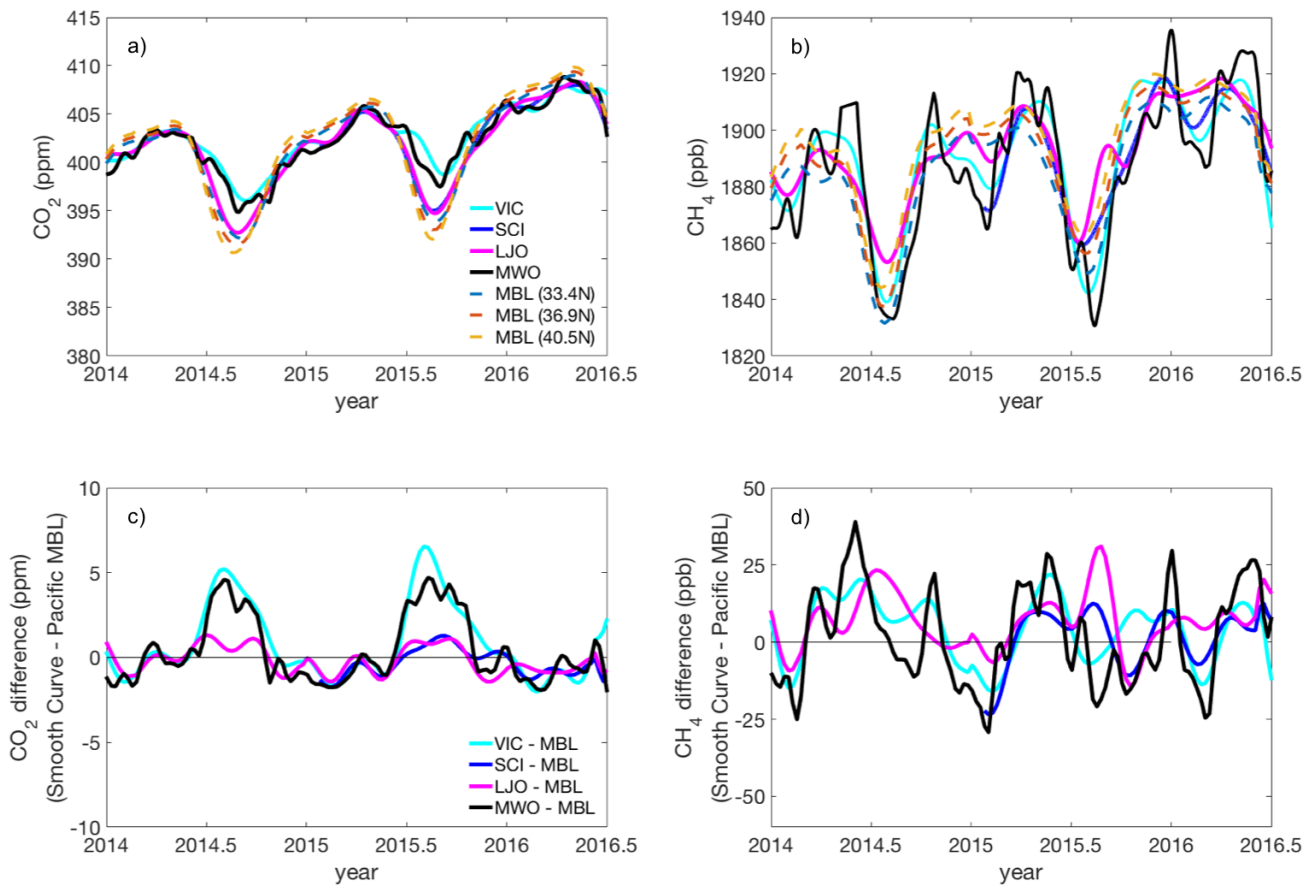 a)
415
410
405
400
395
390
385
380
CO2 (ppm)
2014
2014.5
2015
2015.5
2016
2016.5
year
VIC
SCI
LJO
MWO
MBL (33.4N)
MBL (36.9N)
MBL (40.5N)
b)
1940
1920
1900
1880
1860
1840
1820
CH4 (ppb)
2014
2014.5
2015
2015.5
2016
2016.5
year
c)
10
5
0
-5
-10
CO2 difference (ppm)
(Smooth Curve - Pacific MBL)
2014
2014.5
2015
2015.5
2016
2016.5
year
VIC - MBL
SCI - MBL
LJO - MBL
MWO - MBL
d)
50
25
0
-25
-50
CH4 difference (ppb)
(Smooth Curve - Pacific MBL)
2014
2014.5
2015
2015.5
2016
2016.5
year